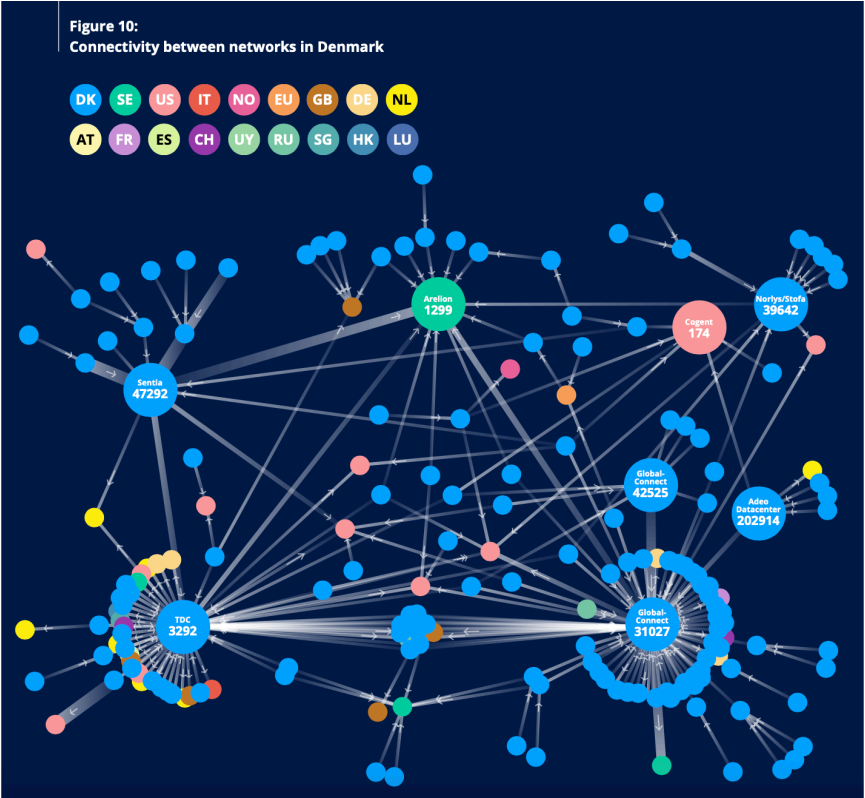 Figure 10:
Connectivity between networks in Denmark
DK SE US IT NO EU GB DE NL
AT FR ES CH UY RU SG HK LU
Arelion
1299
Norlys/Stofa
39642
Cogent
174
Sentia
47292
Global-
Connect
42525
Adeo
Datacenter
202914
TDC
3292
Global-
Connect
31027